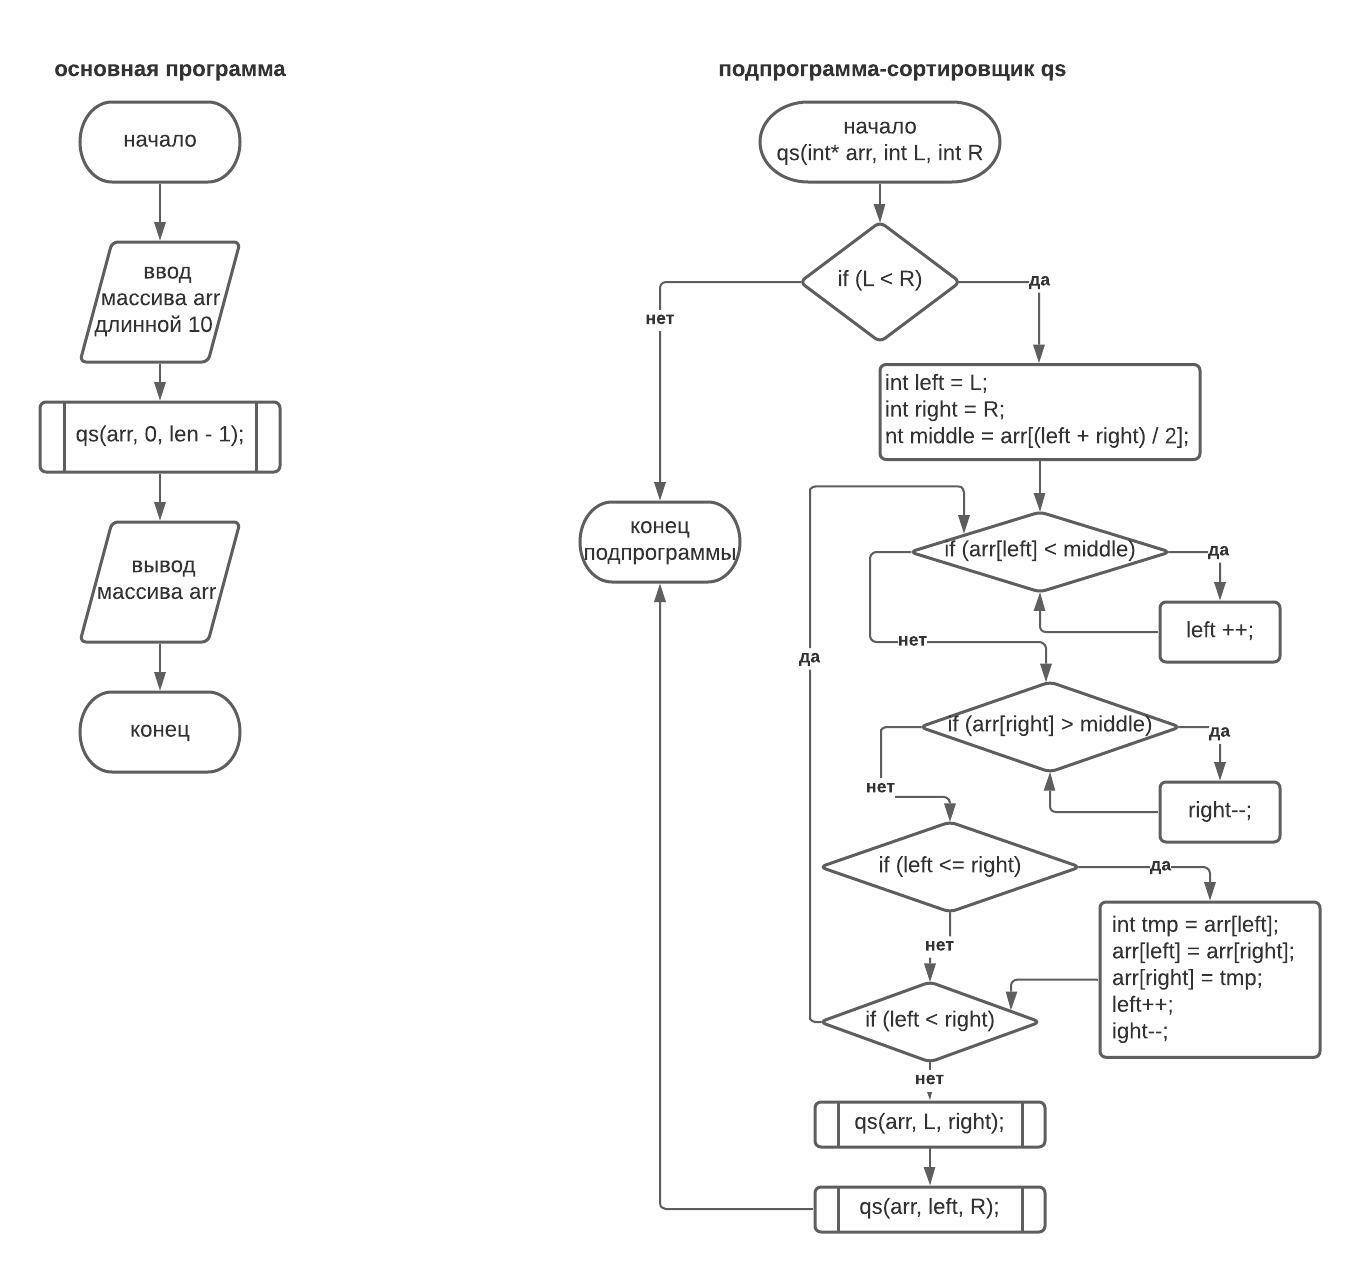 основная программа
начало
ввод
массива arr
длинной 10
qs(arr, 0, len - 1);
вывод
массива arr
конец
подпрограмма-сортировщик qs
начало
qs(int* arr, int L, int R
if (L < R)
нет
да
int left = L;
int right = R;
nt middle = arr[(left + right) / 2];
конец
подпрограммы
if (arr[left] < middle)
да
left ++;
нет
да
if (arr[right] > middle)
да
right--;
нет
if (left <= right)
да
int tmp = arr[left];
arr[left] = arr[right];
arr[right] = tmp;
left++;
ight--;
нет
if (left < right)
нет
qs(arr, L, right);
qs(arr, left, R);